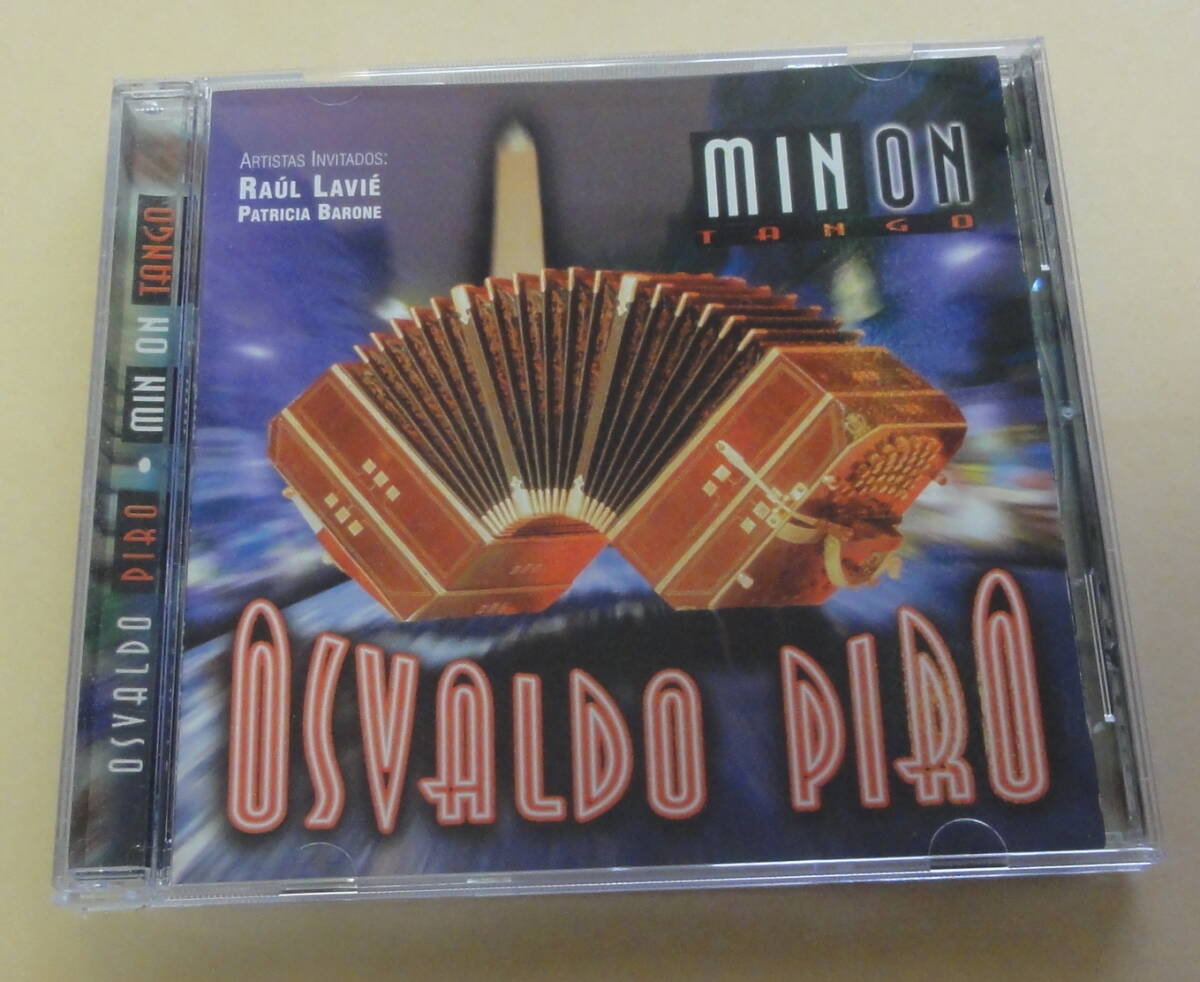 ARTISTAS INVITADOS:
RAÚL LAVIÉ
PATRICIA BARONE
MIN ON
TANGO
OSVALDO PIRO
OSVALDO PIRO • MIN ON TANGO